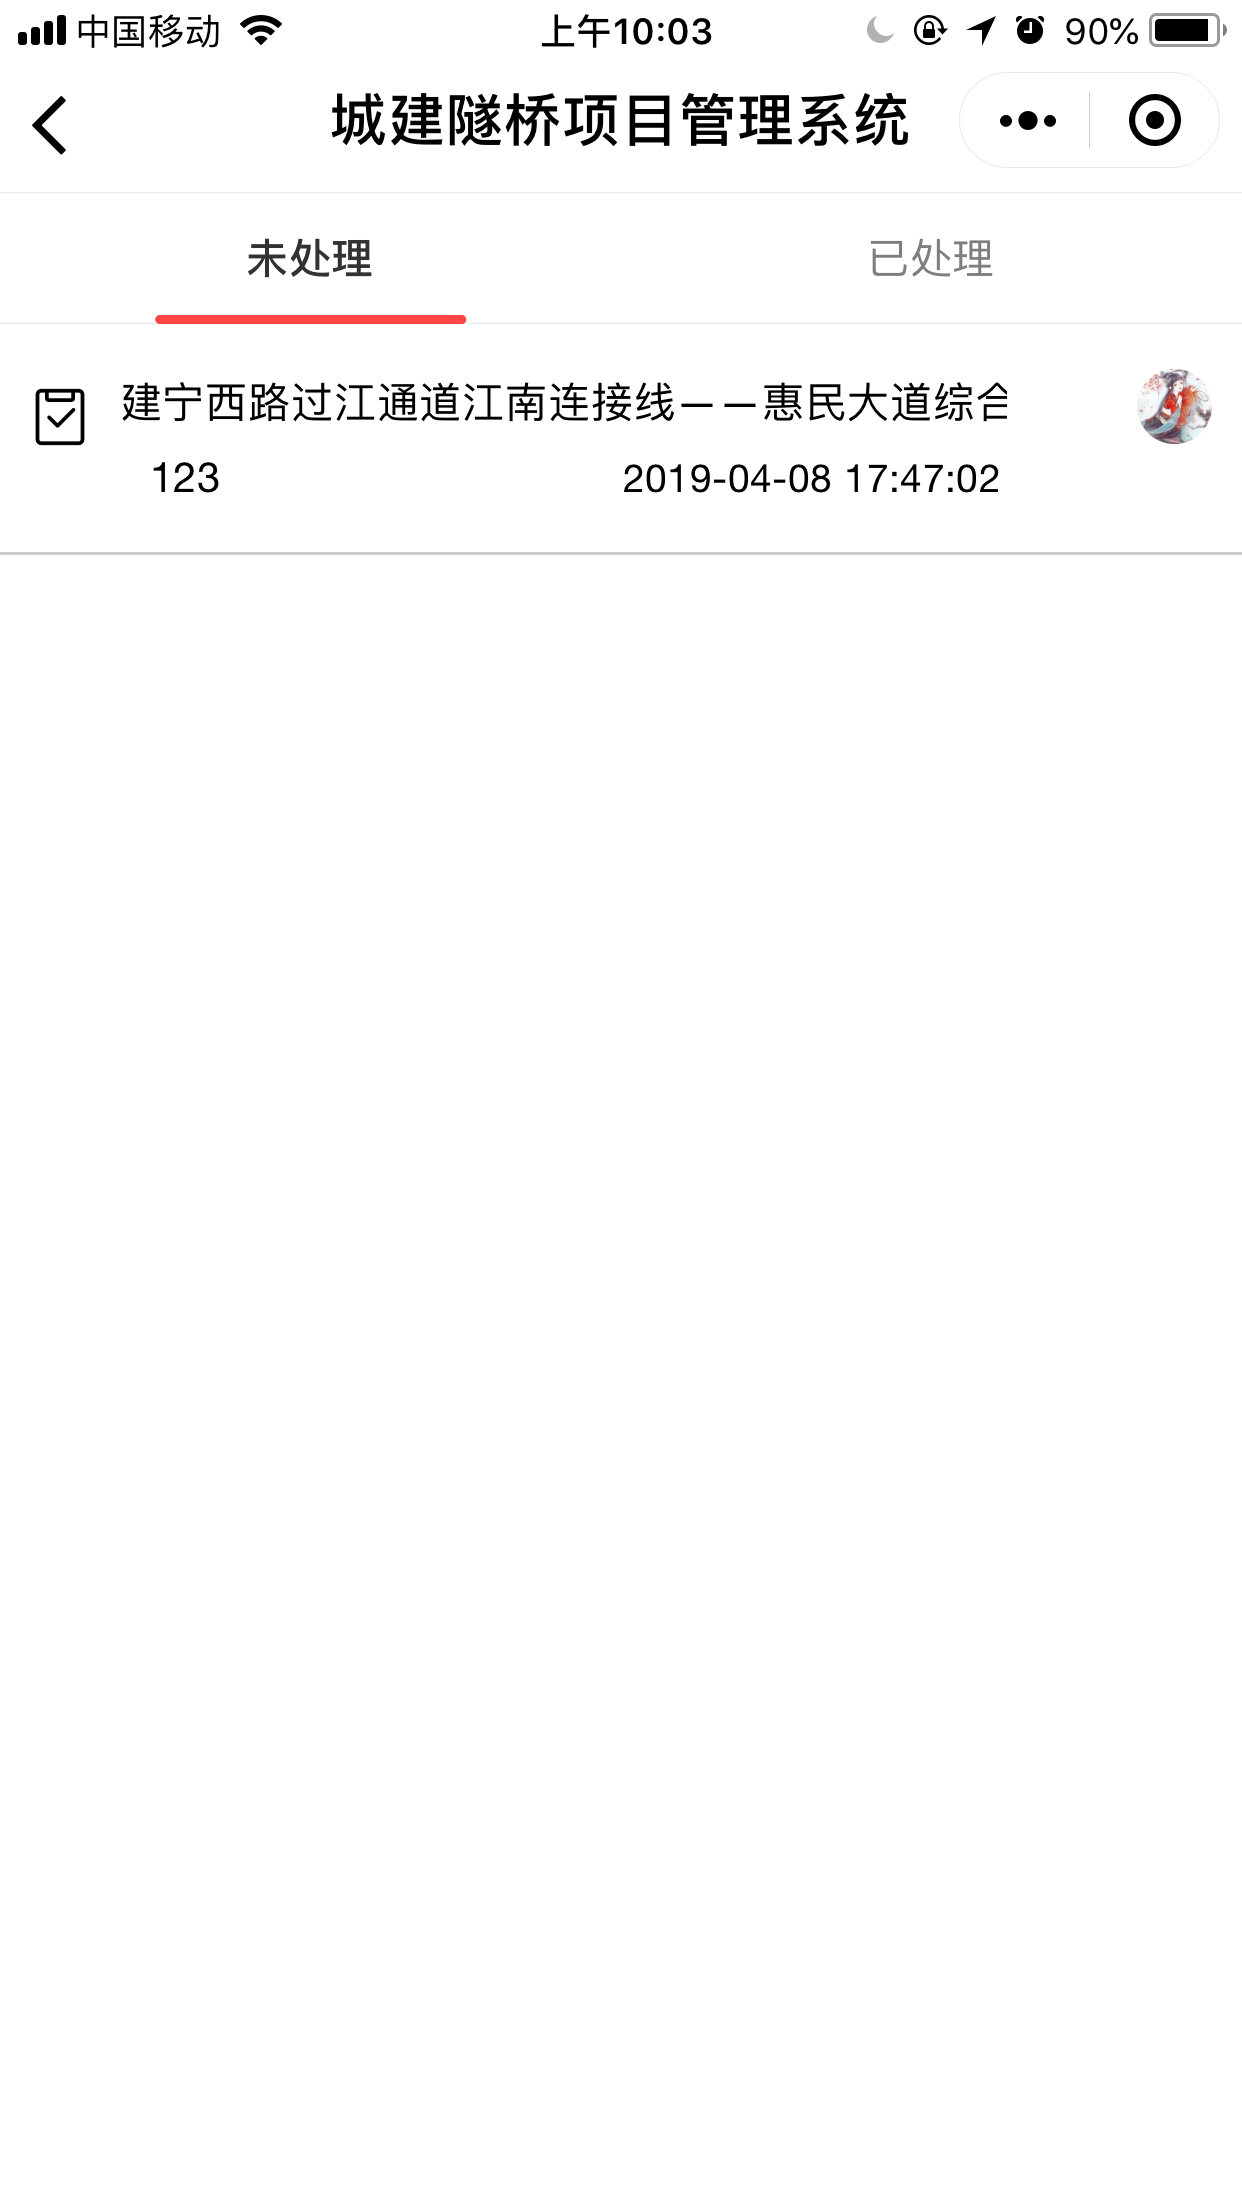 中国移动 上午10:03 90%
城建隧桥项目管理系统
未处理 已处理
建宁西路过江通道江南连接线——惠民大道综合
123 2019-04-08 17:47:02